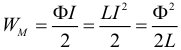 W_M = ΦI/2 = LI²/2 = Φ²/2L